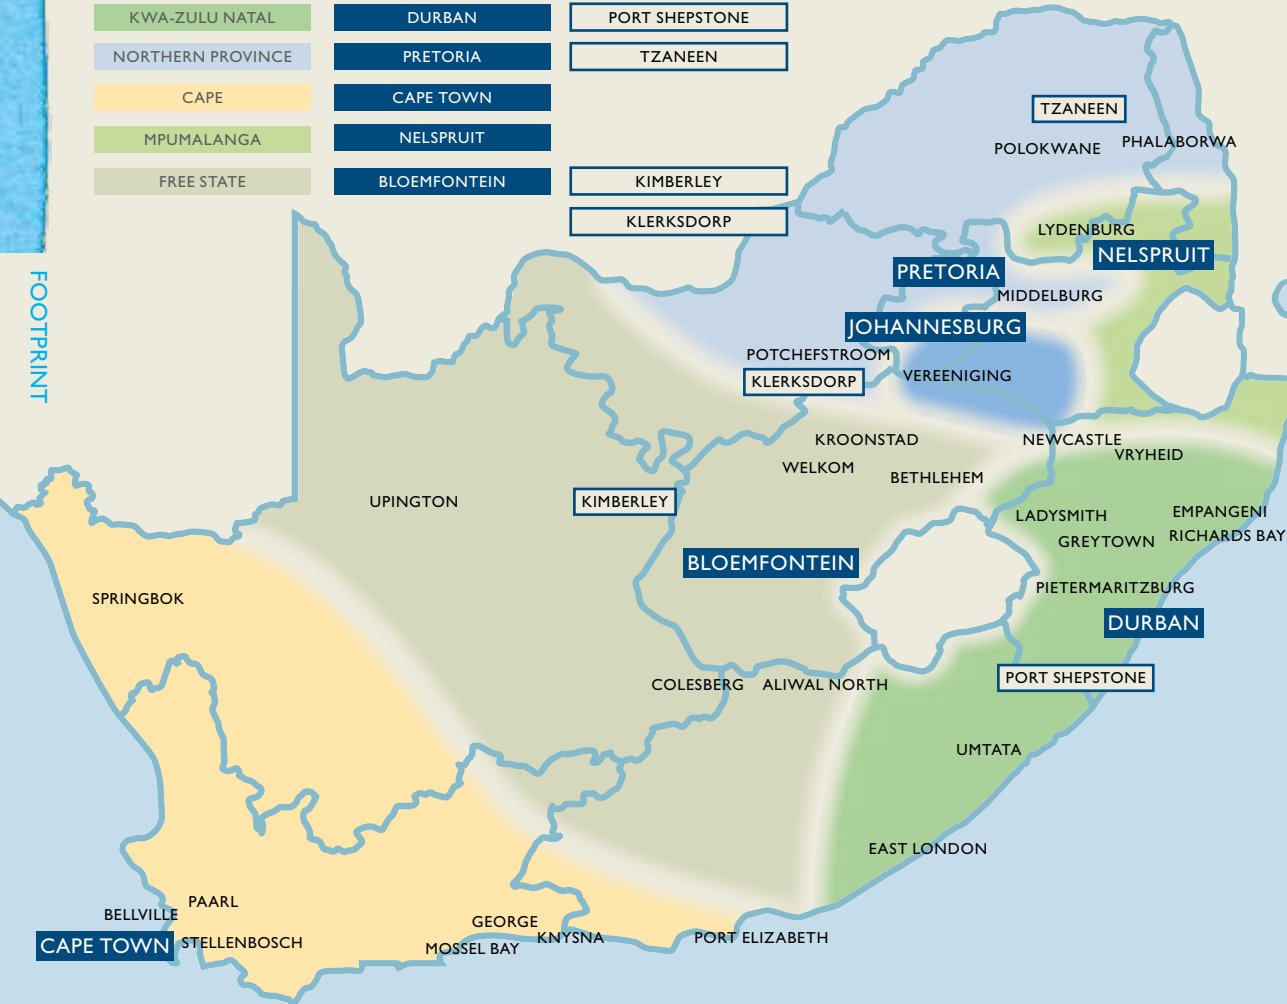 KWA-ZULU NATAL DURBAN PORT SHEPSTONE
NORTHERN PROVINCE PRETORIA TZANEEN
CAPE CAPE TOWN
MPUMALANGA NELSPRUIT
FREE STATE BLOEMFONTEIN KIMBERLEY
KLERKSDORP
FOOTPRINT
TZANEEN
POLOKWANE
PHALABORWA
LYDENBURG
NELSPRUIT
PRETORIA
MIDDELBURG
JOHANNESBURG
POTCHEFSTROOM
KLERKSDORP
VEREENIGING
KROONSTAD
NEWCASTLE
VRYHEID
WELKOM
BETHLEHEM
UPINGTON
KIMBERLEY
LADYSMITH
EMPANGENI
GREYTOWN
RICHARDS BAY
BLOEMFONTEIN
PIETERMARITZBURG
SPRINGBOK
DURBAN
COLESBERG
ALIWAL NORTH
PORT SHEPSTONE
UMTATA
EAST LONDON
PAARL
BELLVILLE
GEORGE
CAPE TOWN
STELLENBOSCH
MOSSEL BAY
KNYSNA
PORT ELIZABETH